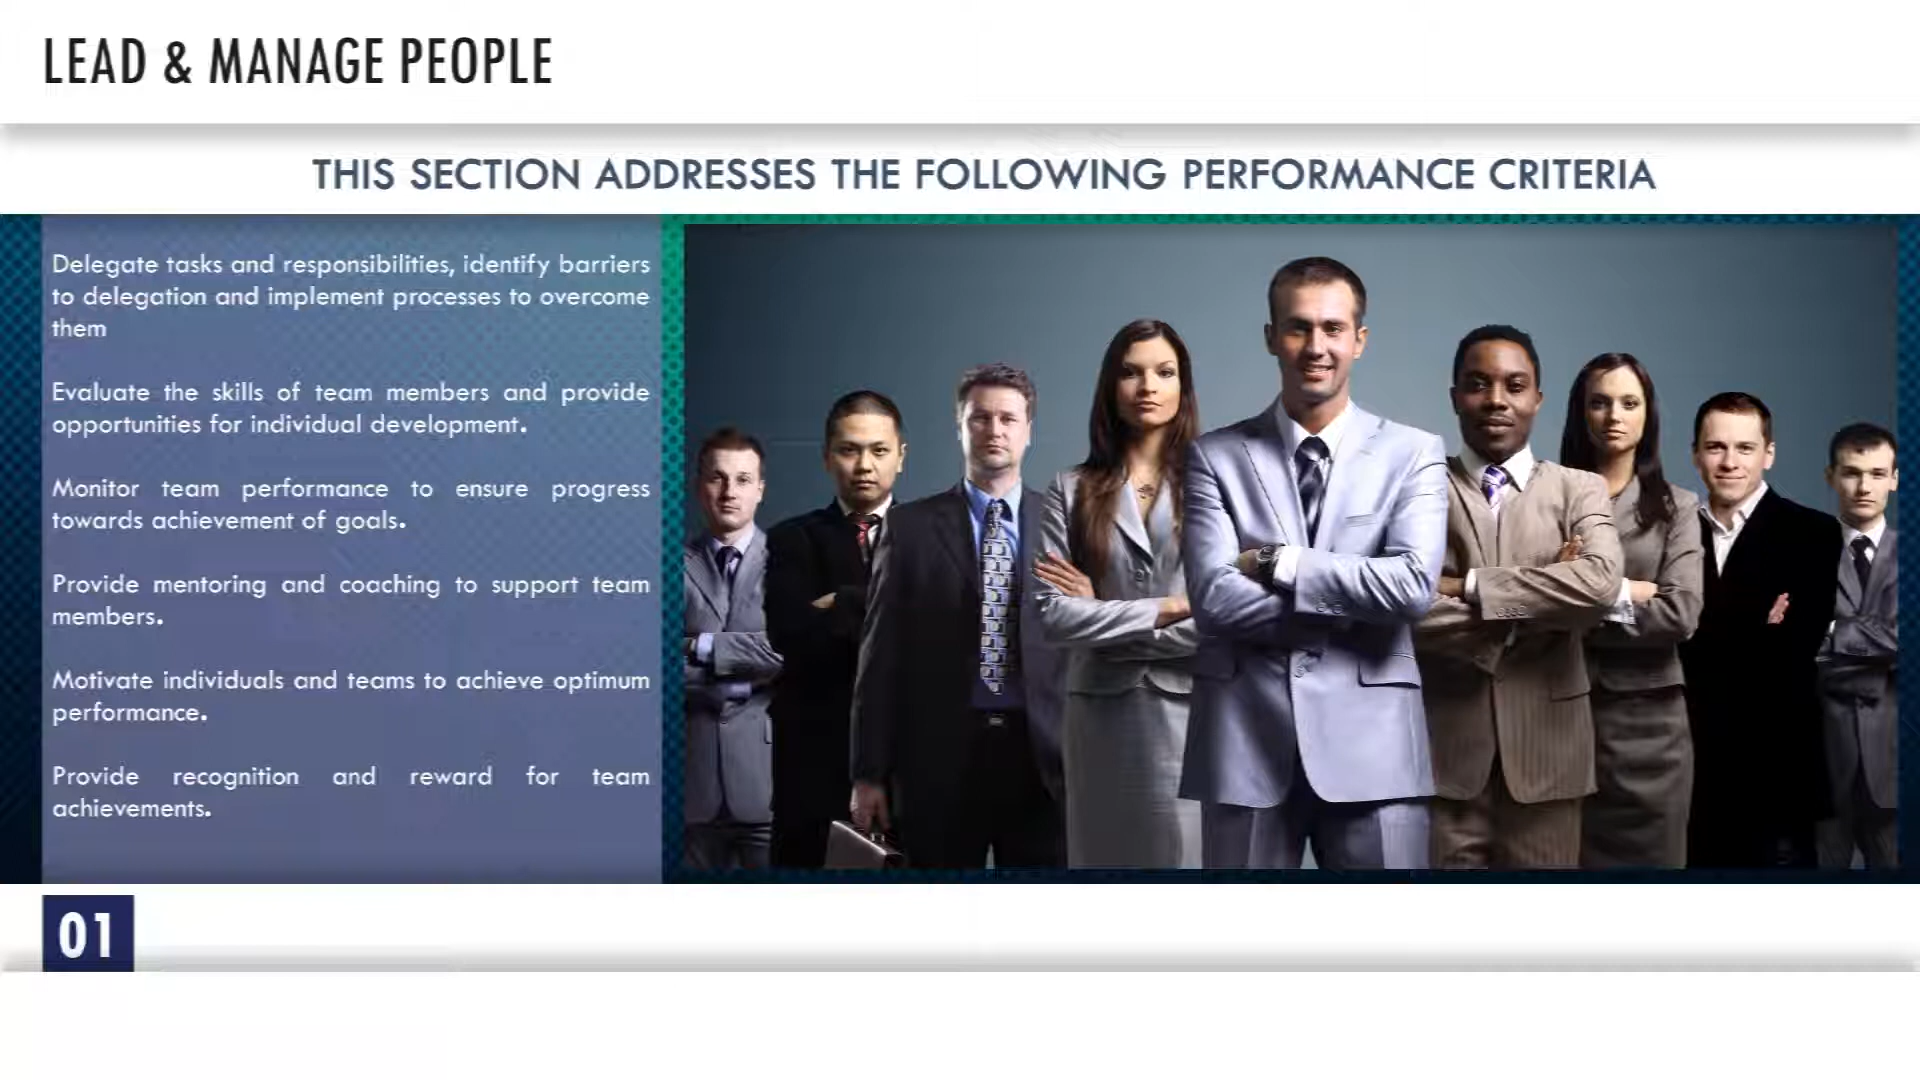 LEAD & MANAGE PEOPLE
THIS SECTION ADDRESSES THE FOLLOWING PERFORMANCE CRITERIA
Delegate tasks and responsibilities, identify barriers
to delegation and implement processes to overcome
them
Evaluate the skills of team members and provide
opportunities for individual development.
Monitor team performance to ensure progress
towards achievement of goals.
Provide mentoring and coaching to support team
members.
Motivate individuals and teams to achieve optimum
performance.
Provide recognition and reward for team
achievements.
01